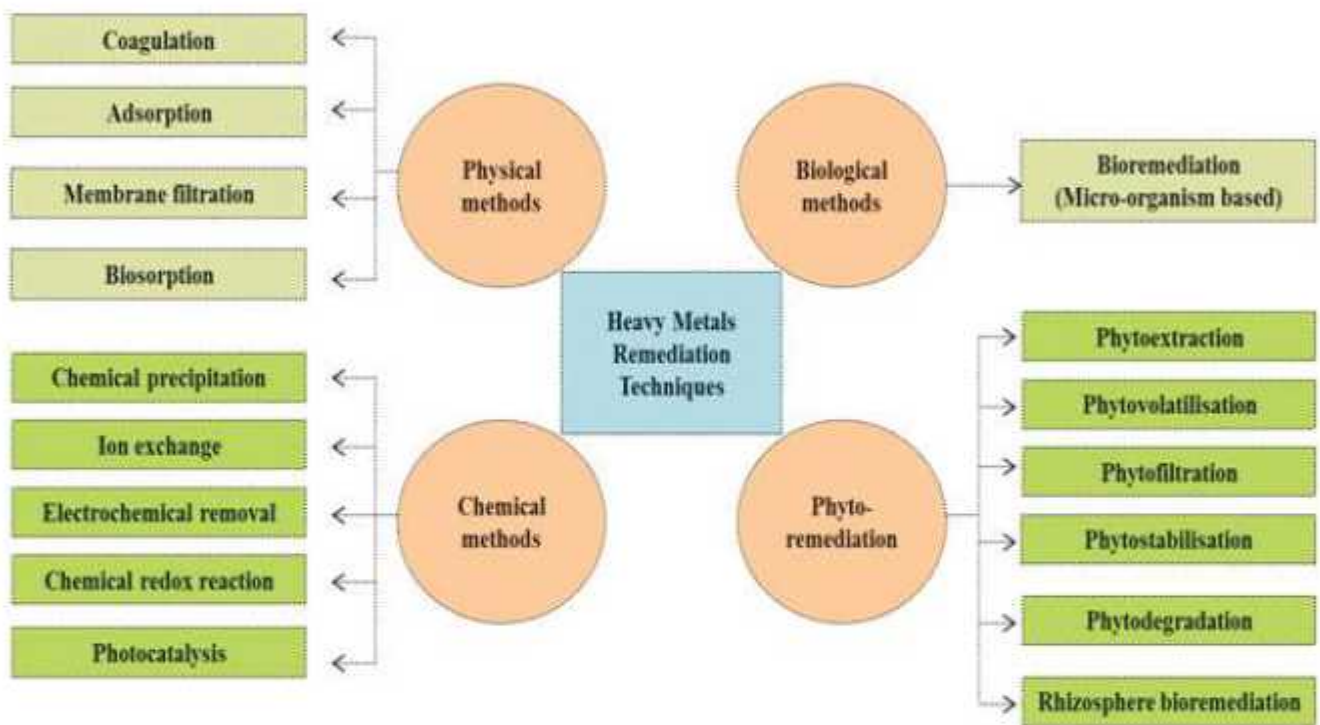 Coagulation
Adsorption
Membrane filtration
Biosorption
Physical
methods
Biological
methods
Bioremediation
(Micro-organism based)
Heavy Metals
Remediation
Techniques
Chemical precipitation
Ion exchange
Electrochemical removal
Chemical redox reaction
Photocatalysis
Chemical
methods
Phyto-
remediation
Phytoextraction
Phytovolatilisation
Phytofiltration
Phytostabilisation
Phytodegradation
Rhizosphere bioremediation